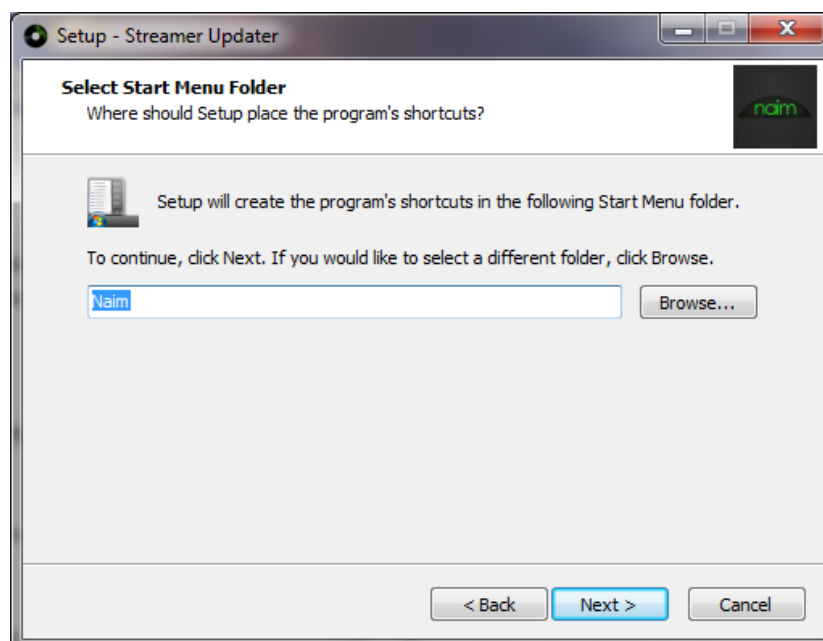 Setup - Streamer Updater
Select Start Menu Folder
Where should Setup place the program's shortcuts?
naim
Setup will create the program's shortcuts in the following Start Menu folder.
To continue, click Next. If you would like to select a different folder, click Browse.
Naim
Browse...
< Back
Next >
Cancel